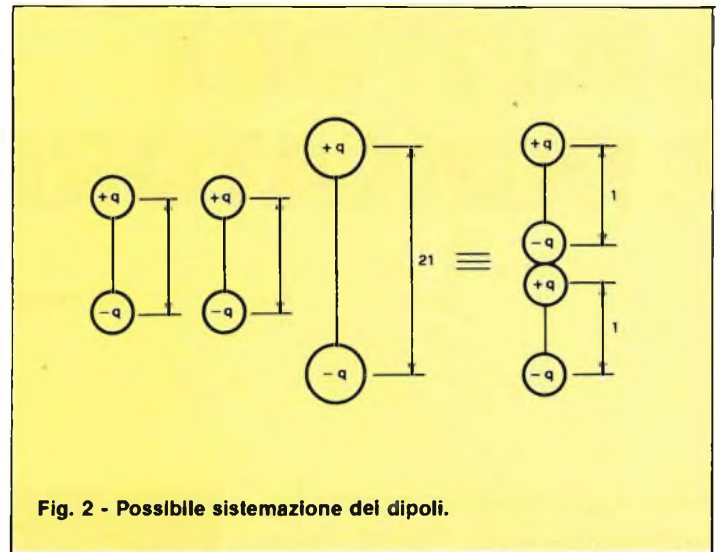 +q
+q
+q
+q
1
-q
21
+q
-q
-q
1
-q
-q
Fig. 2 - Possibile sistemazione dei dipoli.